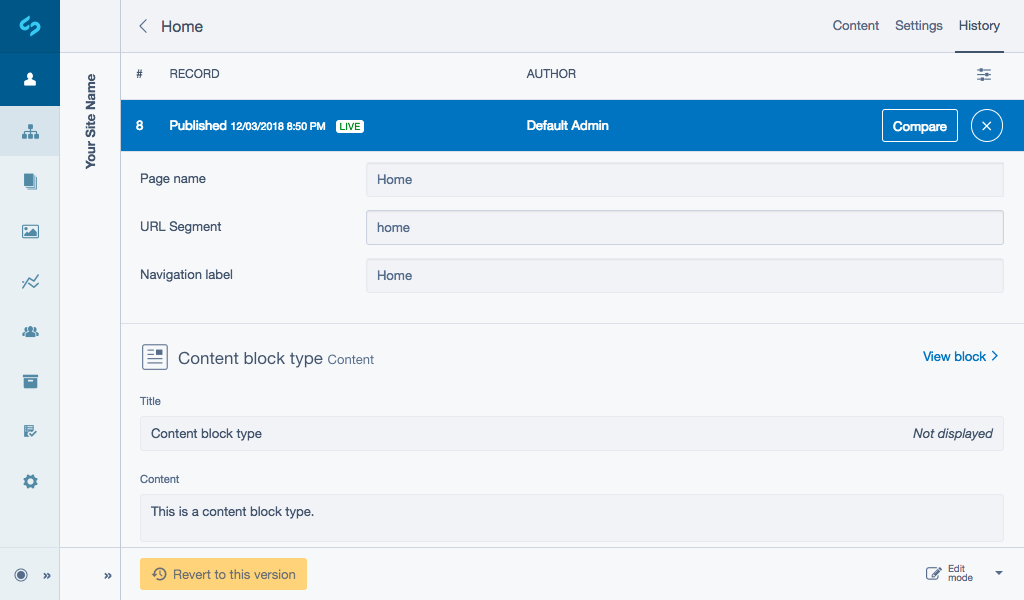 Home
Content Settings History
Your Site Name
# RECORD AUTHOR
8 Published 12/03/2018 8:50 PM LIVE Default Admin Compare
Page name Home
URL Segment home
Navigation label Home
Content block type Content View block
Title
Content block type Not displayed
Content
This is a content block type.
Revert to this version
Edit
mode